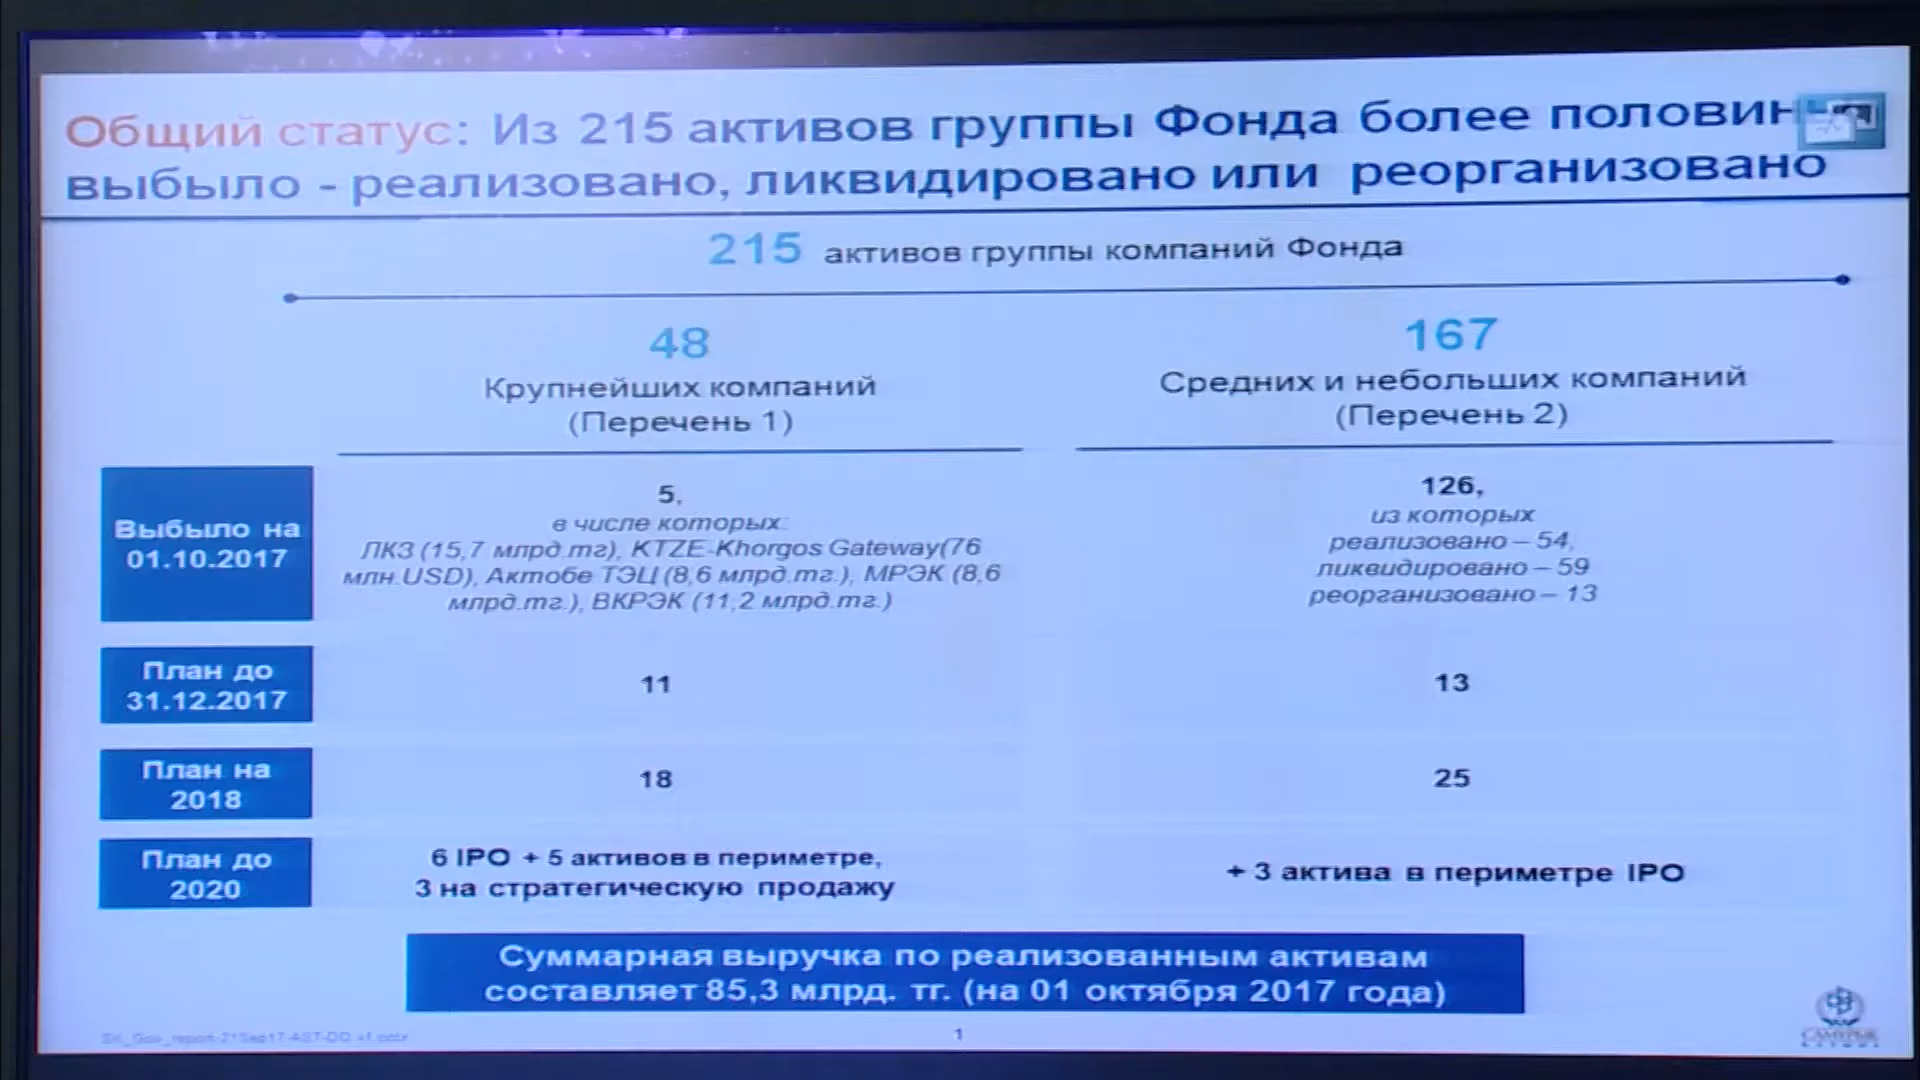 Общий статус: Из 215 активов группы Фонда более половин
выбыло - реализовано, ликвидировано или реорганизовано
215 активов группы компаний Фонда
48
Крупнейших компаний
(Перечень 1)
167
Средних и небольших компаний
(Перечень 2)
Выбыло на
01.10.2017
5,
в числе которых:
ЛКЗ (15,7 млрд.тг), KTZE-Khorgos Gateway(76
млн.USD), Актобе ТЭЦ (8,6 млрд.тг.), МРЭК (8,6
млрд.тг.), ВКРЭК (11,2 млрд.тг.)
126,
из которых
реализовано – 54,
ликвидировано – 59
реорганизовано – 13
План до
31.12.2017
11
13
План на
2018
18
25
План до
2020
6 IPO + 5 активов в периметре,
3 на стратегическую продажу
+ 3 актива в периметре IPO
Суммарная выручка по реализованным активам
составляет 85,3 млрд. тг. (на 01 октября 2017 года)
1